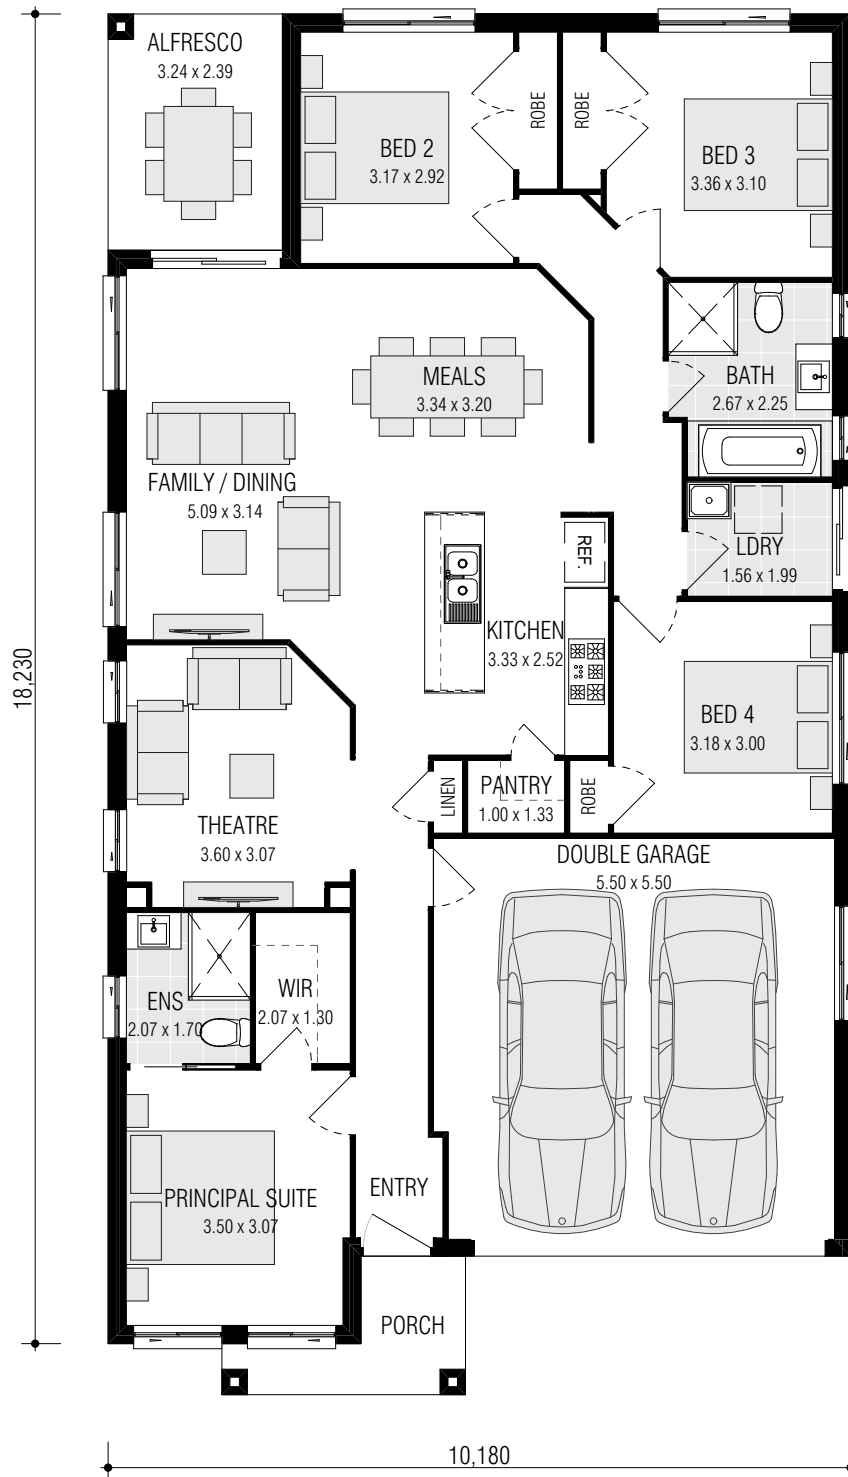 ALFRESCO
3.24 x 2.39
BED 2
3.17 x 2.92
ROBE
ROBE
BED 3
3.36 x 3.10
MEALS
3.34 x 3.20
BATH
2.67 x 2.25
FAMILY / DINING
5.09 x 3.14
REF.
LDRY
1.56 x 1.99
KITCHEN
3.33 x 2.52
18,230
BED 4
3.18 x 3.00
LINEN
PANTRY
1.00 x 1.33
ROBE
THEATRE
3.60 x 3.07
DOUBLE GARAGE
5.50 x 5.50
ENS
2.07 x 1.70
WIR
2.07 x 1.30
PRINCIPAL SUITE
3.50 x 3.07
ENTRY
PORCH
10,180